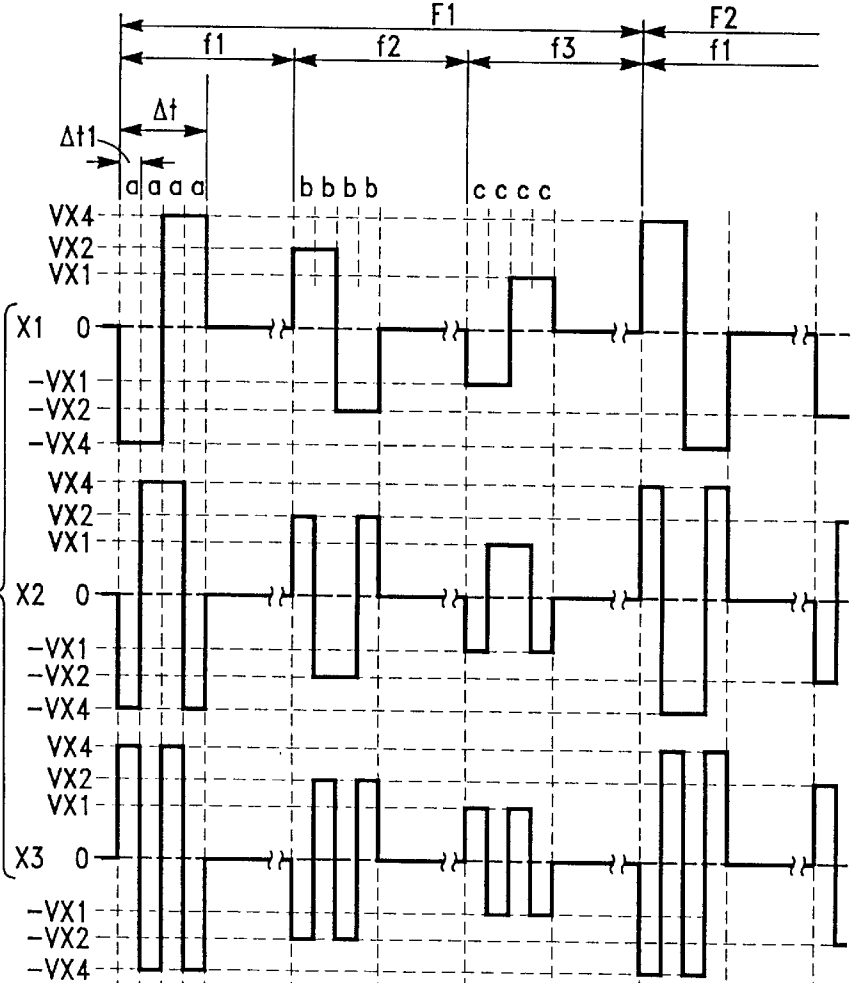 F1 F2
f1 f2 f3 f1
Δt
Δt1
a a a a b b b b c c c c
VX4
VX2
VX1
X1 0
-VX1
-VX2
-VX4
VX4
VX2
VX1
X2 0
-VX1
-VX2
-VX4
VX4
VX2
VX1
X3 0
-VX1
-VX2
-VX4